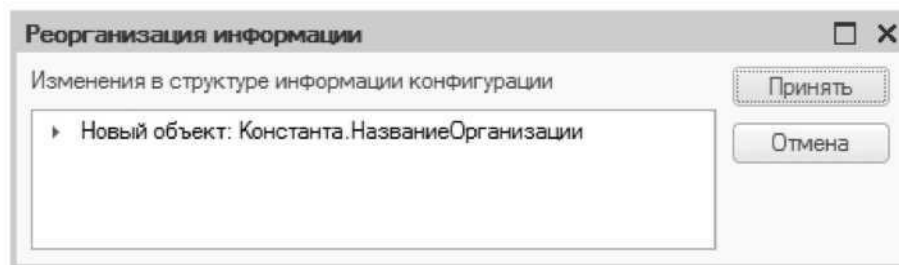 Реорганизация информации
Изменения в структуре информации конфигурации
Принять
Новый объект: Константа.НазваниеОрганизации
Отмена